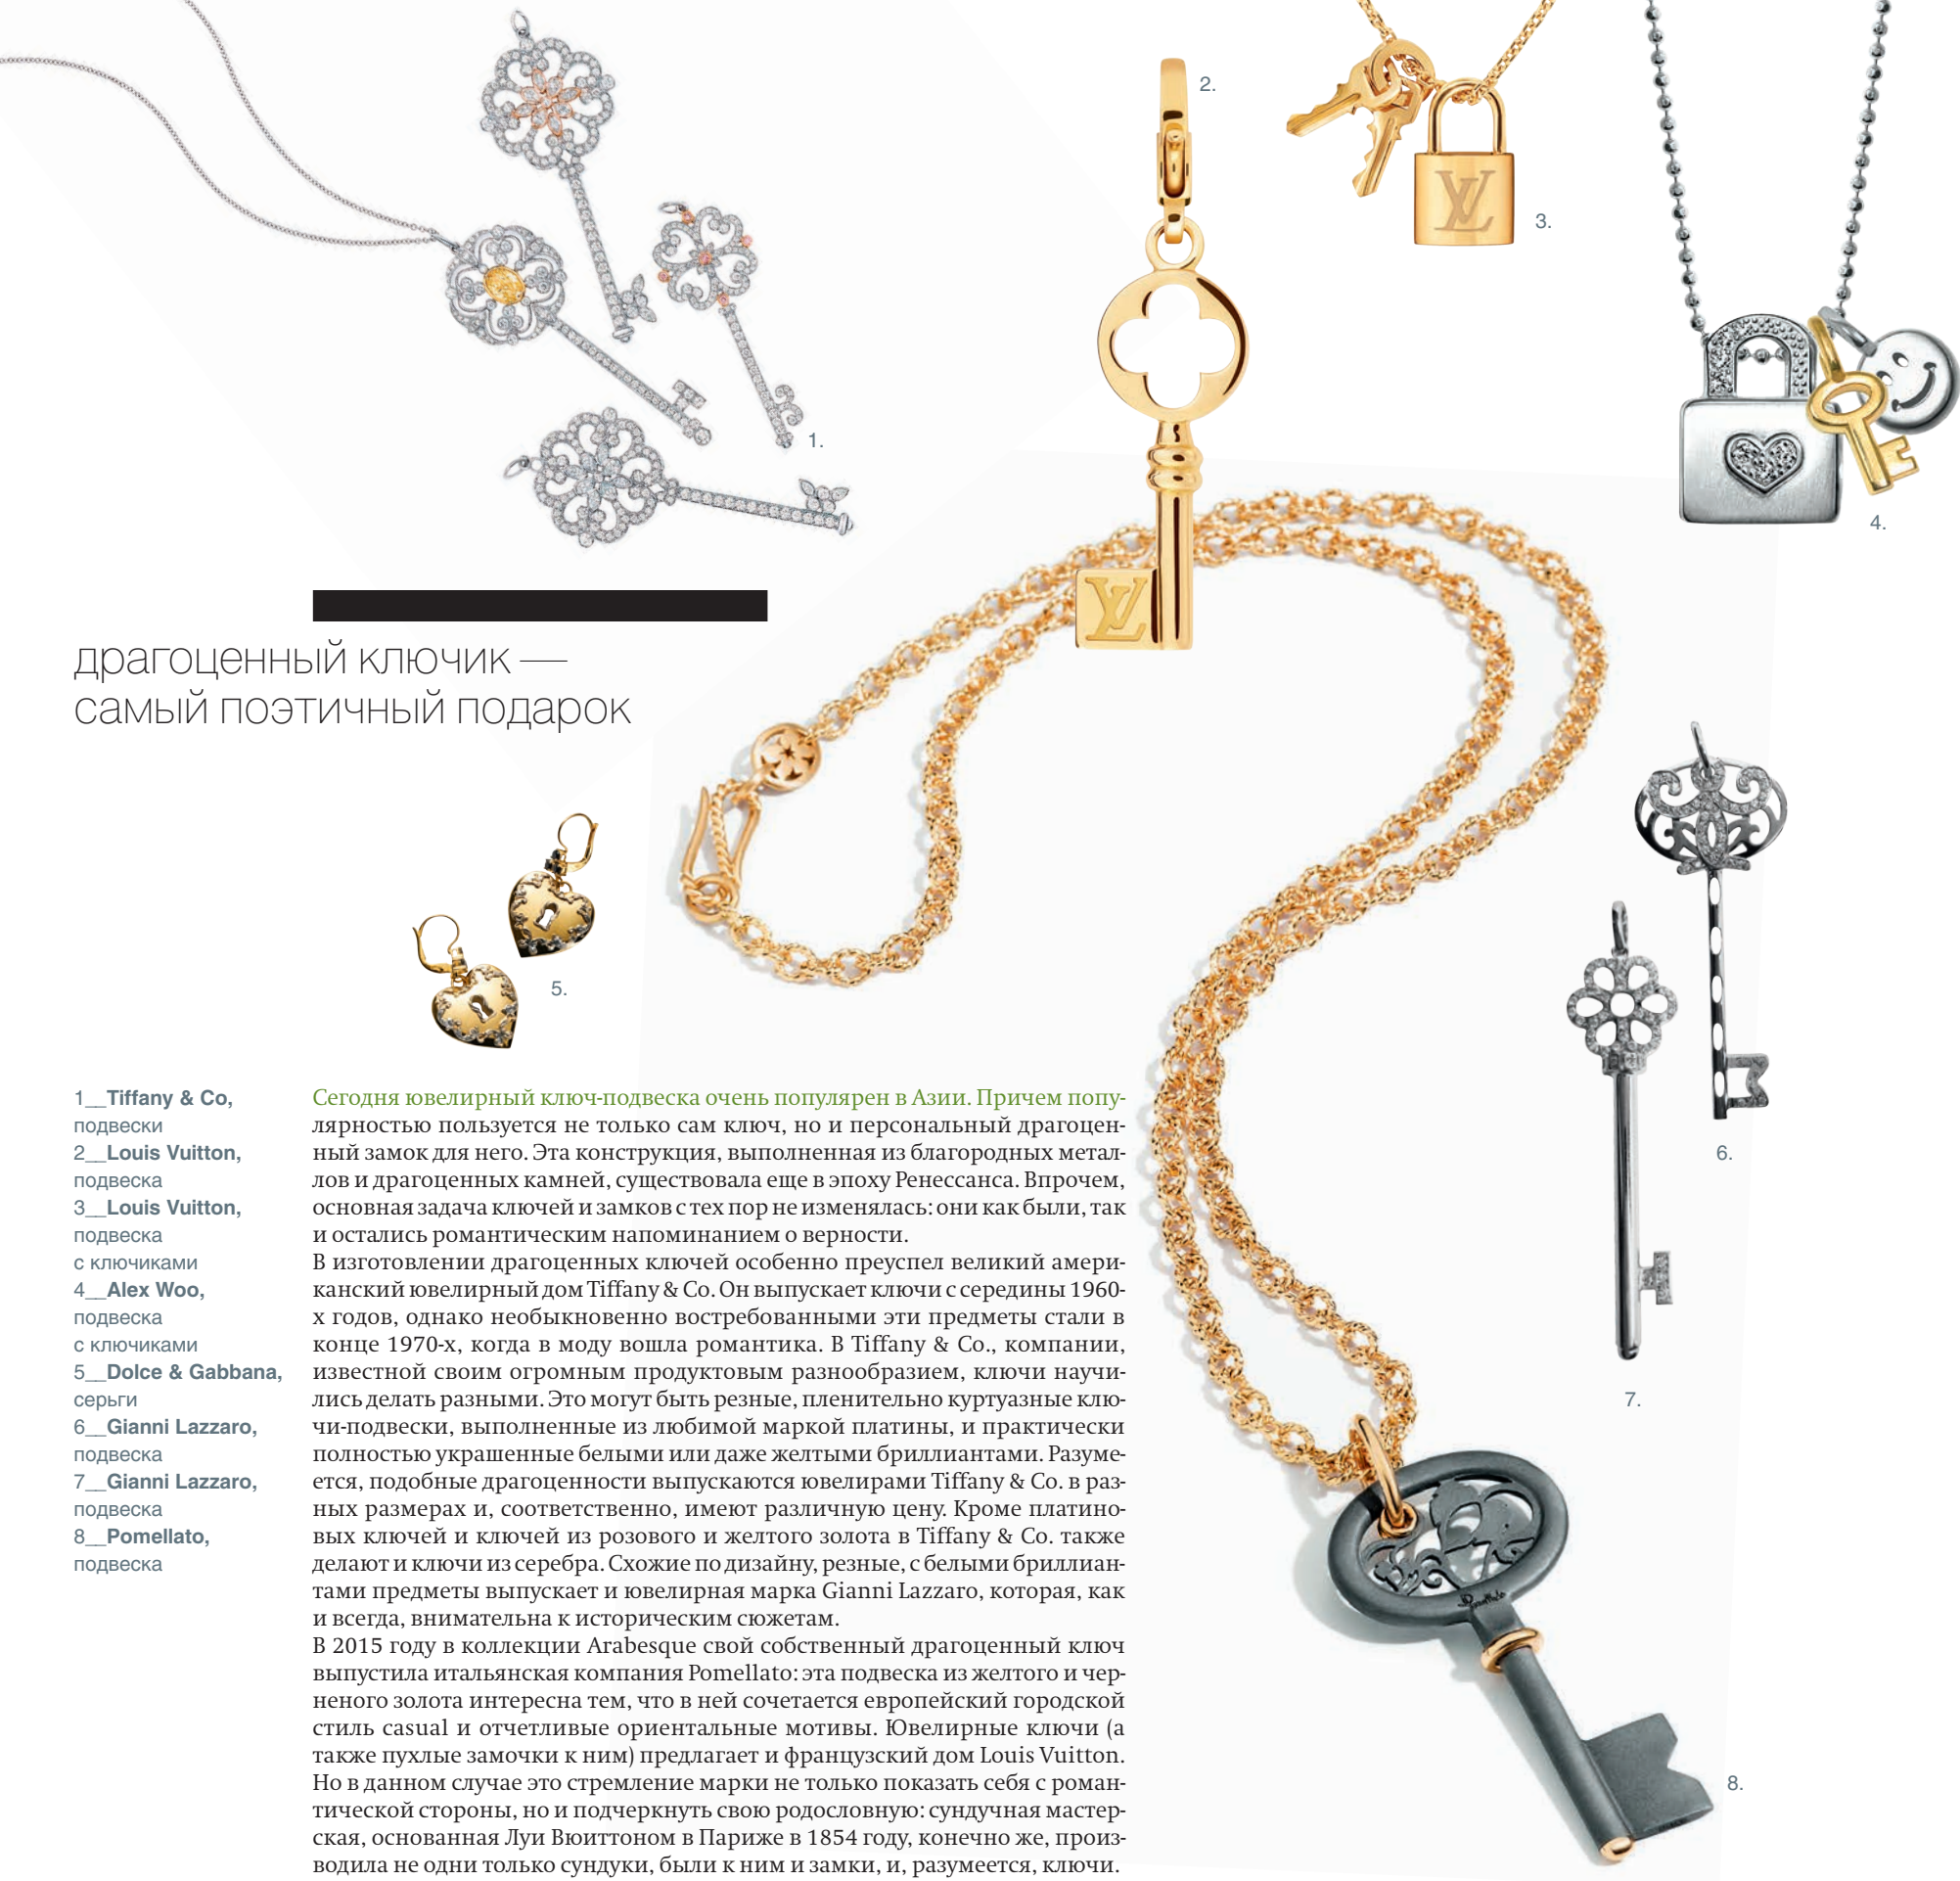 2.
3.
1.
4.
драгоценный ключик —
самый поэтичный подарок
5.
6.
7.
8.
1__Tiffany & Co,
подвески
2__Louis Vuitton,
подвеска
3__Louis Vuitton,
подвеска
с ключиками
4__Alex Woo,
подвеска
с ключиками
5__Dolce & Gabbana,
серьги
6__Gianni Lazzaro,
подвеска
7__Gianni Lazzaro,
подвеска
8__Pomellato,
подвеска
Сегодня ювелирный ключ-подвеска очень популярен в Азии. Причем попу-
лярностью пользуется не только сам ключ, но и персональный драгоцен-
ный замок для него. Эта конструкция, выполненная из благородных метал-
лов и драгоценных камней, существовала еще в эпоху Ренессанса. Впрочем,
основная задача ключей и замков с тех пор не изменялась: они как были, так
и остались романтическим напоминанием о верности.
В изготовлении драгоценных ключей особенно преуспел великий амери-
канский ювелирный дом Tiffany & Co. Он выпускает ключи с середины 1960-
х годов, однако необыкновенно востребованными эти предметы стали в
конце 1970-х, когда в моду вошла романтика. В Tiffany & Co., компании,
известной своим огромным продуктовым разнообразием, ключи научи-
лись делать разными. Это могут быть резные, пленительно куртуазные клю-
чи-подвески, выполненные из любимой маркой платины, и практически
полностью украшенные белыми или даже желтыми бриллиантами. Разуме-
ется, подобные драгоценности выпускаются ювелирами Tiffany & Co. в раз-
ных размерах и, соответственно, имеют различную цену. Кроме платино-
вых ключей и ключей из розового и желтого золота в Tiffany & Co. также
делают и ключи из серебра. Схожие по дизайну, резные, с белыми бриллиан-
тами предметы выпускает и ювелирная марка Gianni Lazzaro, которая, как
и всегда, внимательна к историческим сюжетам.
В 2015 году в коллекции Arabesque свой собственный драгоценный ключ
выпустила итальянская компания Pomellato: эта подвеска из желтого и чер-
неного золота интересна тем, что в ней сочетается европейский городской
стиль casual и отчетливые ориентальные мотивы. Ювелирные ключи (а
также пухлые замочки к ним) предлагает и французский дом Louis Vuitton.
Но в данном случае это стремление марки не только показать себя с роман-
тической стороны, но и подчеркнуть свою родословную: сундучная мастер-
ская, основанная Луи Вюиттоном в Париже в 1854 году, конечно же, произ-
водила не одни только сундуки, были к ним и замки, и, разумеется, ключи.
LV
LV
Pomellato